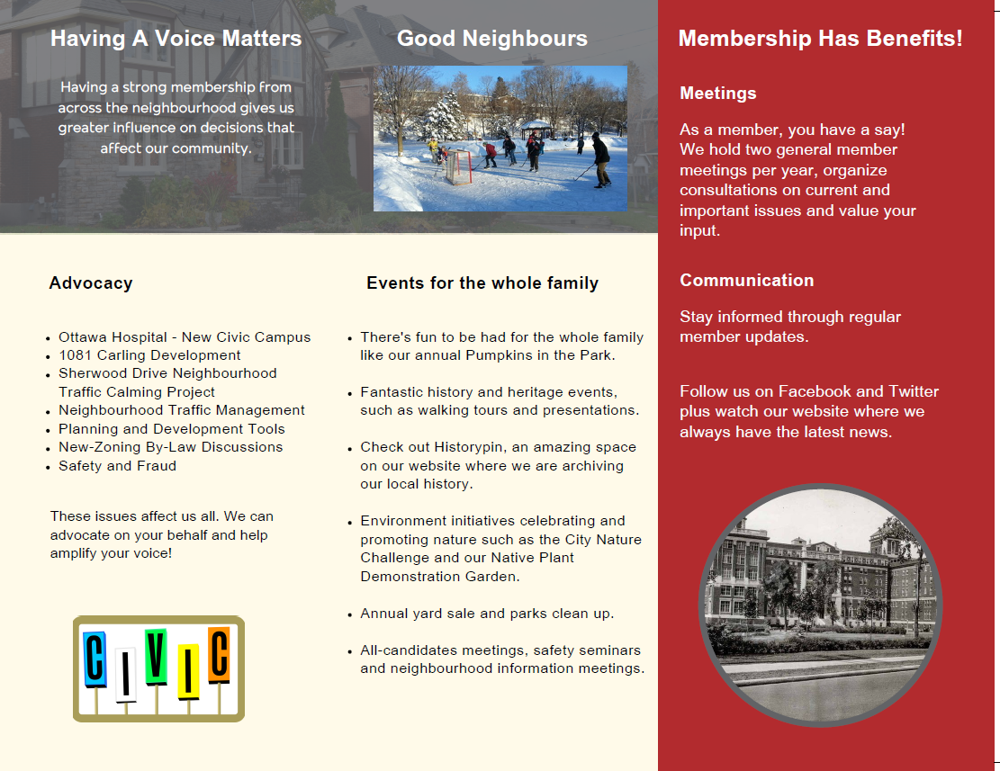 Having A Voice Matters
Having a strong membership from
across the neighbourhood gives us
greater influence on decisions that
affect our community.
Good Neighbours
Advocacy
Ottawa Hospital - New Civic Campus
1081 Carling Development
Sherwood Drive Neighbourhood
Traffic Calming Project
Neighbourhood Traffic Management
Planning and Development Tools
New-Zoning By-Law Discussions
Safety and Fraud
These issues affect us all. We can
advocate on your behalf and help
amplify your voice!
CIVIC
Events for the whole family
There's fun to be had for the whole family
like our annual Pumpkins in the Park.
Fantastic history and heritage events,
such as walking tours and presentations.
Check out Historypin, an amazing space
on our website where we are archiving
our local history.
Environment initiatives celebrating and
promoting nature such as the City Nature
Challenge and our Native Plant
Demonstration Garden.
Annual yard sale and parks clean up.
All-candidates meetings, safety seminars
and neighbourhood information meetings.
Membership Has Benefits!
Meetings
As a member, you have a say!
We hold two general member
meetings per year, organize
consultations on current and
important issues and value your
input.
Communication
Stay informed through regular
member updates.
Follow us on Facebook and Twitter
plus watch our website where we
always have the latest news.